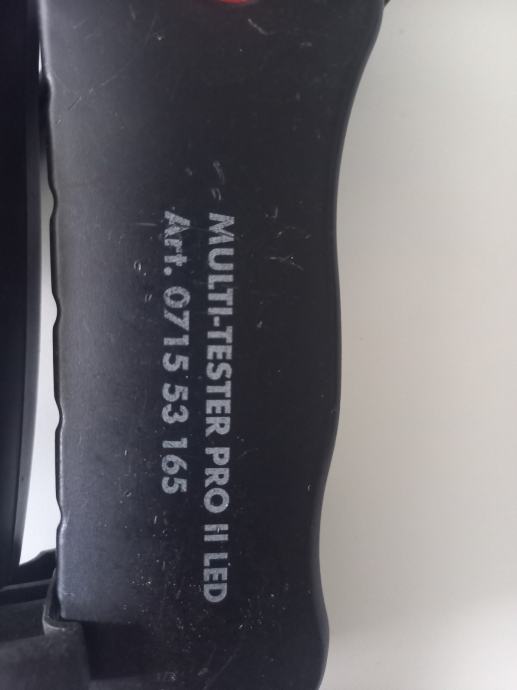 MULTI-TESTER PRO II LED
Art. 0715 53 165